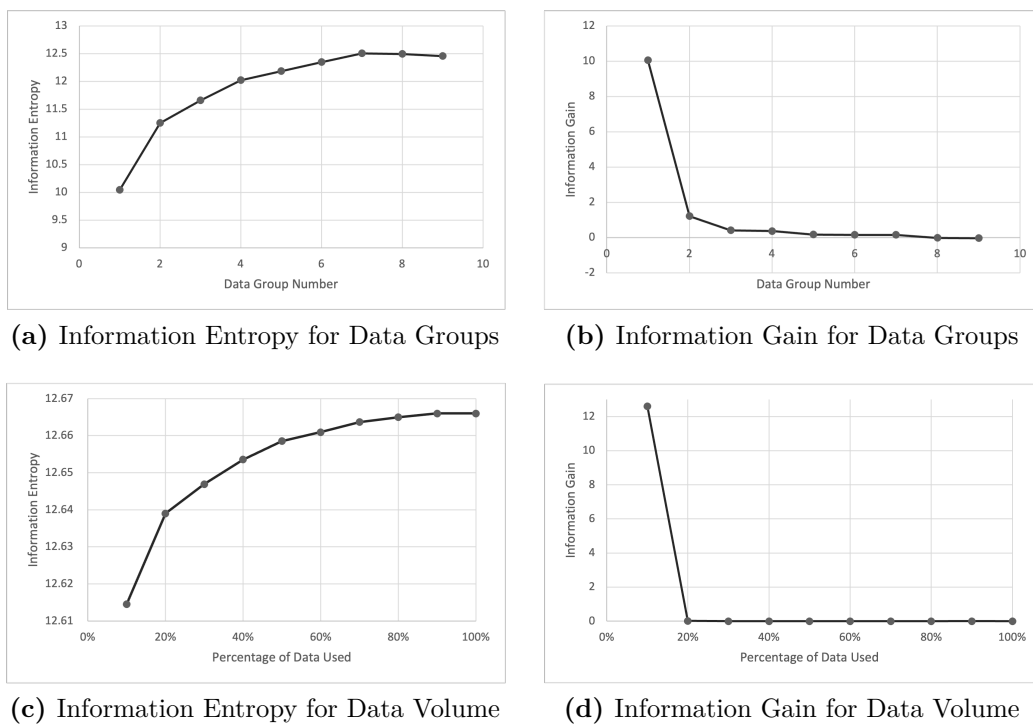 13
12.5
12
11.5
11
10.5
10
9.5
9
0 2 4 6 8 10
Information Entropy
Data Group Number
(a) Information Entropy for Data Groups
12
10
8
6
4
2
0
-2
0 2 4 6 8 10
Information Gain
Data Group Number
(b) Information Gain for Data Groups
12.67
12.66
12.65
12.64
12.63
12.62
12.61
0% 20% 40% 60% 80% 100%
Information Entropy
Percentage of Data Used
(c) Information Entropy for Data Volume
12
10
8
6
4
2
0
0% 20% 40% 60% 80% 100%
Information Gain
Percentage of Data Used
(d) Information Gain for Data Volume